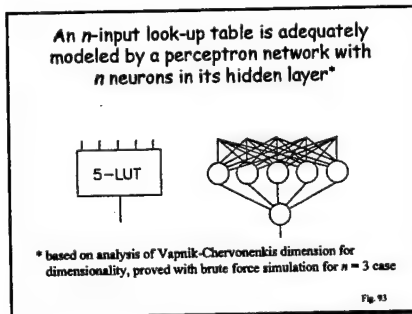 An n-input look-up table is adequately
modeled by a perceptron network with
n neurons in its hidden layer*
5-LUT
* based on analysis of Vapnik-Chervonenkis dimension for
dimensionality, proved with brute force simulation for n = 3 case
Fig. 93